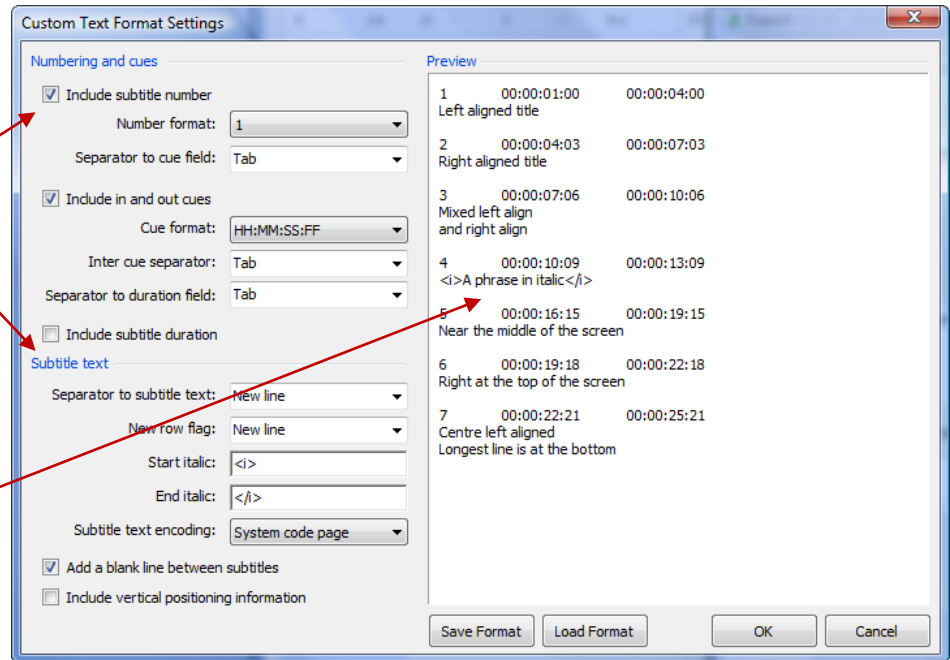 Custom Text Format Settings
Numbering and cues
Include subtitle number
Number format: 1
Separator to cue field: Tab
Include in and out cues
Cue format: HH:MM:SS:FF
Inter cue separator: Tab
Separator to duration field: Tab
Include subtitle duration
Subtitle text
Separator to subtitle text: New line
New row flag: New line
Start italic: <i>
End italic: </i>
Subtitle text encoding: System code page
Add a blank line between subtitles
Include vertical positioning information
Preview
1 00:00:01:00 00:00:04:00
Left aligned title
2 00:00:04:03 00:00:07:03
Right aligned title
3 00:00:07:06 00:00:10:06
Mixed left align
and right align
4 00:00:10:09 00:00:13:09
<i>A phrase in italic</i>
5 00:00:16:15 00:00:19:15
Near the middle of the screen
6 00:00:19:18 00:00:22:18
Right at the top of the screen
7 00:00:22:21 00:00:25:21
Centre left aligned
Longest line is at the bottom
Save Format Load Format OK Cancel